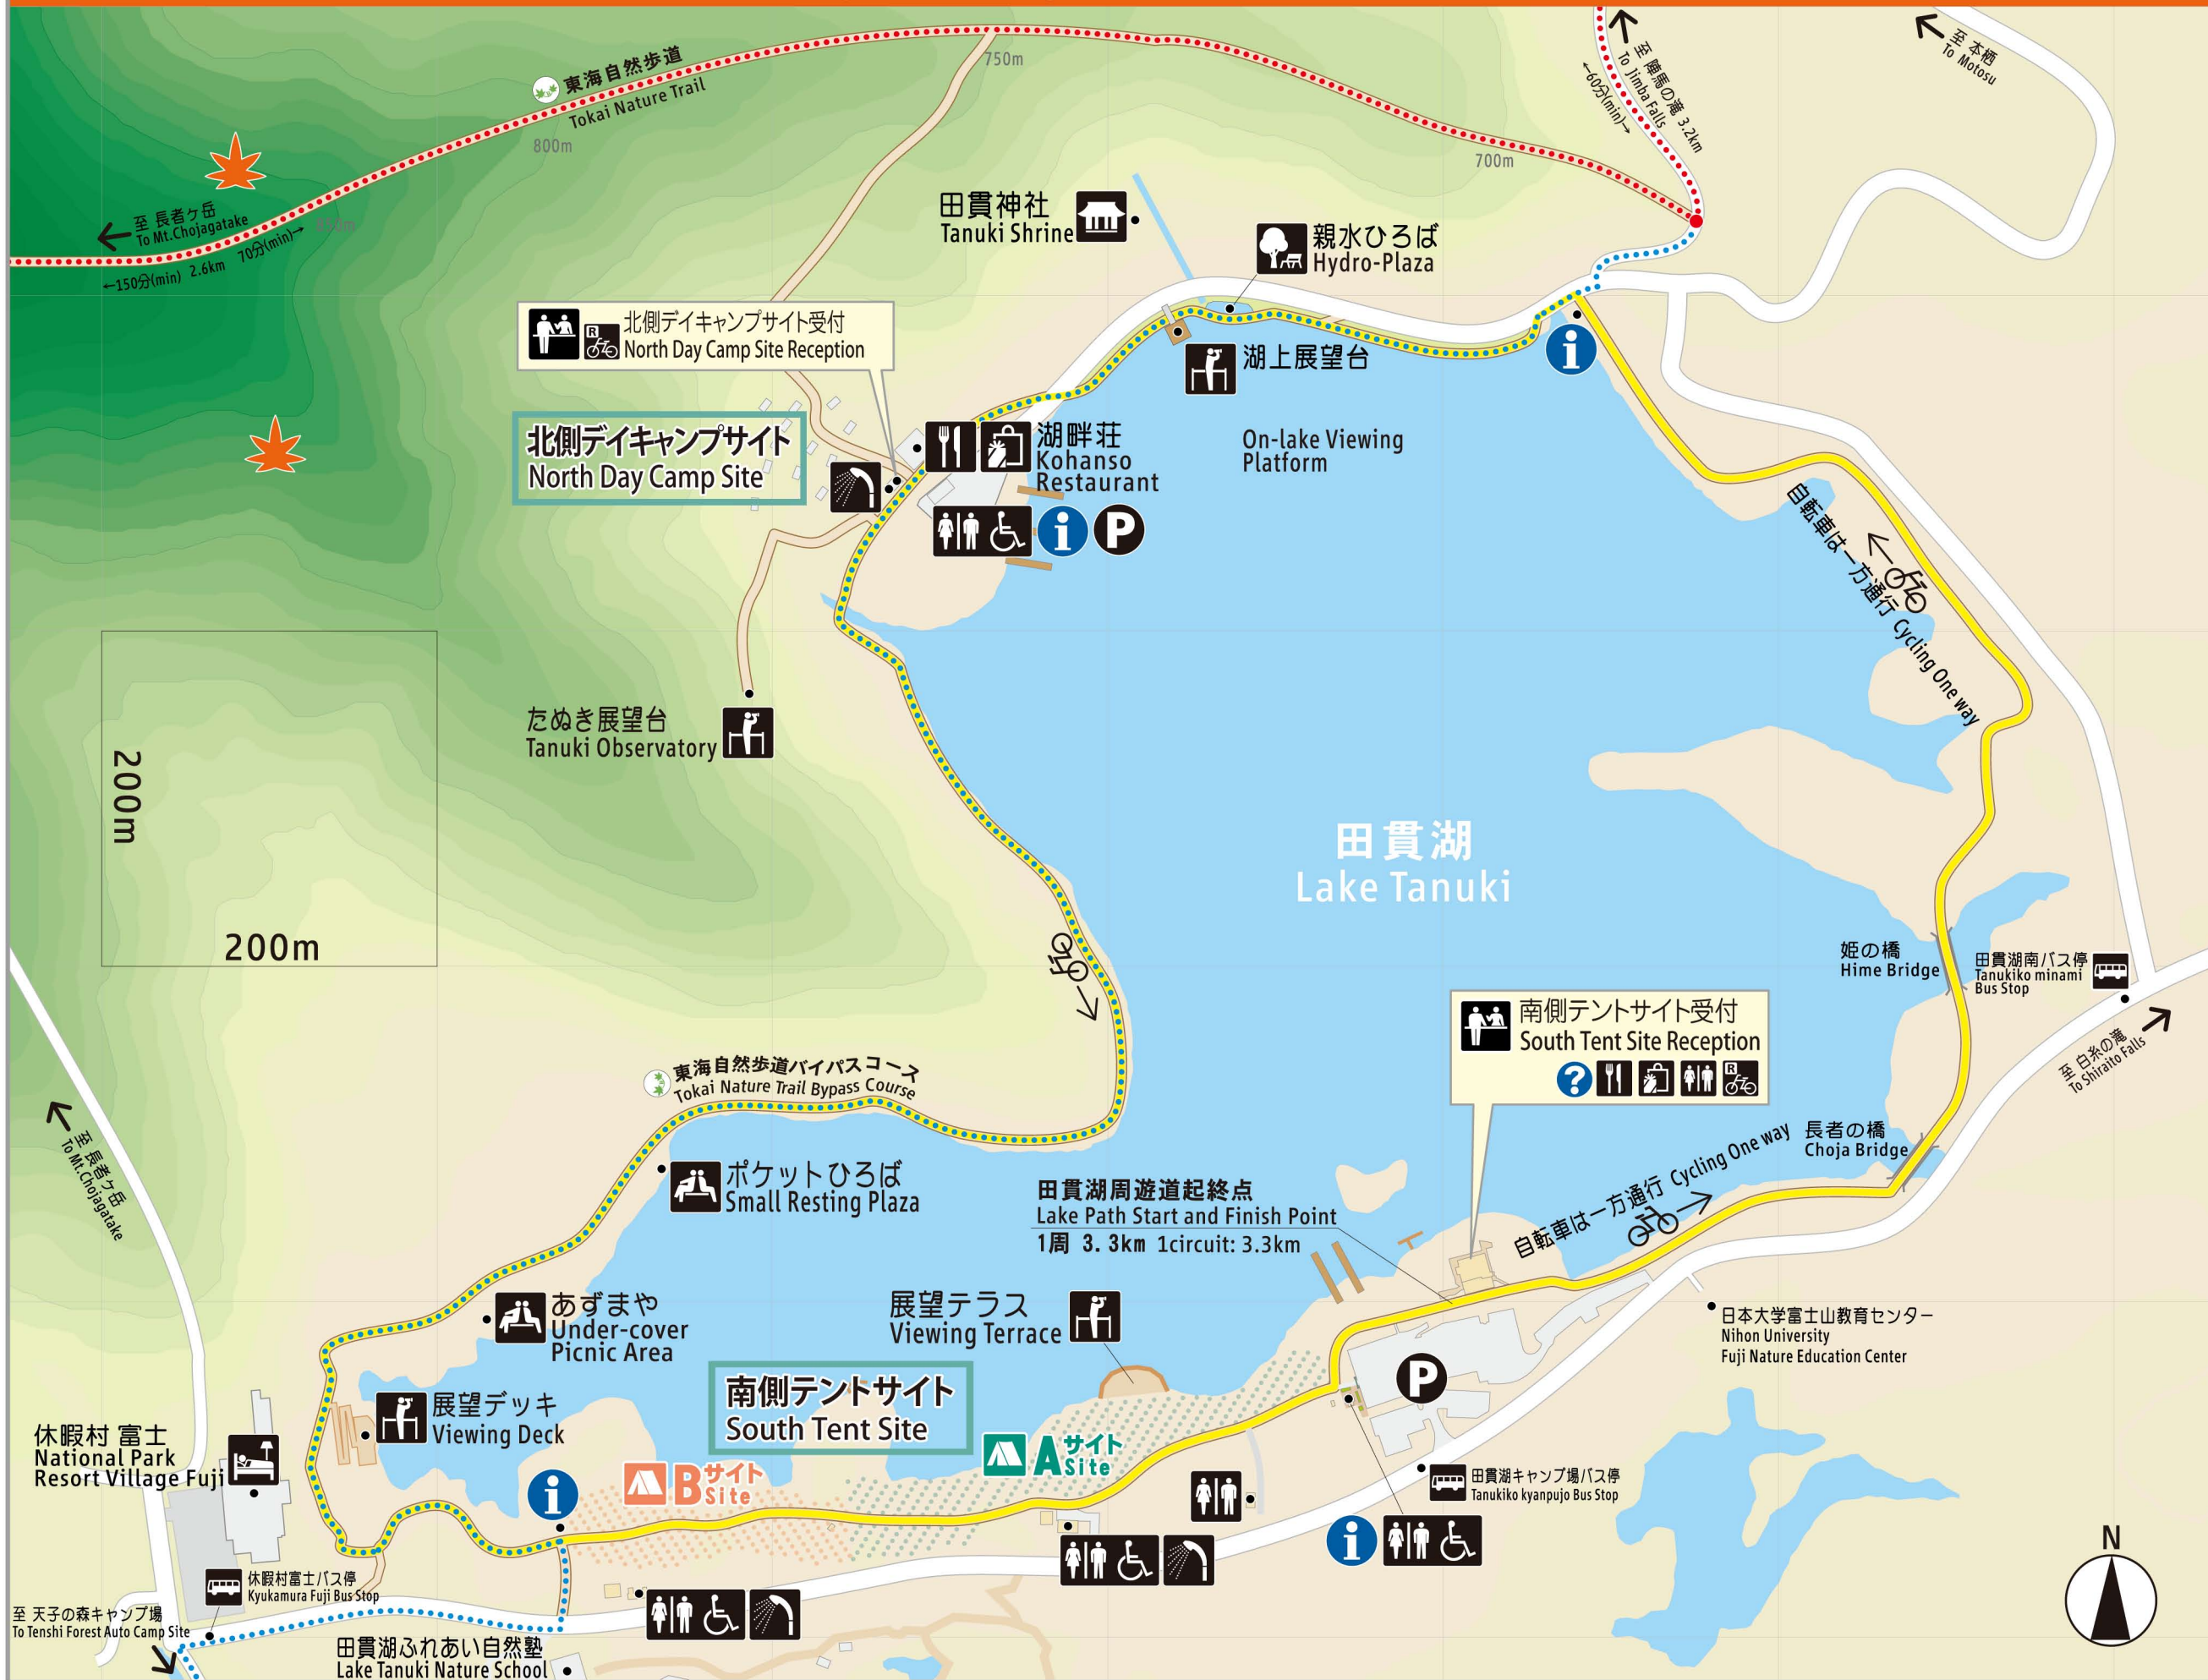 東海自然歩道
Tokai Nature Trail
750m
800m
700m
850m
至 陣馬の滝 3.2km
To Jimba Falls
←60分(min)→
至 本栖
To Motosu
至 長者ケ岳
To Mt.Chojagatake
←150分(min) 2.6km 70分(min)→
田貫神社
Tanuki Shrine
親水ひろば
Hydro-Plaza
北側デイキャンプサイト受付
R
North Day Camp Site Reception
湖上展望台
On-lake Viewing
Platform
i
北側デイキャンプサイト
North Day Camp Site
湖畔荘
Kohanso
Restaurant
i
P
自転車は一方通行 Cycling One way
たぬき展望台
Tanuki Observatory
200m
200m
田貫湖
Lake Tanuki
姫の橋
Hime Bridge
田貫湖南バス停
Tanukiko minami
Bus Stop
南側テントサイト受付
South Tent Site Reception
?
R
至 白糸の滝
To Shiraito Falls
東海自然歩道バイパスコース
Tokai Nature Trail Bypass Course
至 長者ケ岳
To Mt.Chojagatake
長者の橋
Choja Bridge
自転車は一方通行 Cycling One way
ポケットひろば
Small Resting Plaza
田貫湖周遊道起終点
Lake Path Start and Finish Point
1周 3.3km 1circuit: 3.3km
あずまや
Under-cover
Picnic Area
展望テラス
Viewing Terrace
日本大学富士山教育センター
Nihon University
Fuji Nature Education Center
P
南側テントサイト
South Tent Site
展望デッキ
Viewing Deck
休暇村 富士
National Park
Resort Village Fuji
Aサイト
Site
Bサイト
Site
i
田貫湖キャンプ場バス停
Tanukiko kyanpujo Bus Stop
i
N
休暇村富士バス停
Kyukamura Fuji Bus Stop
至 天子の森キャンプ場
To Tenshi Forest Auto Camp Site
田貫湖ふれあい自然塾
Lake Tanuki Nature School